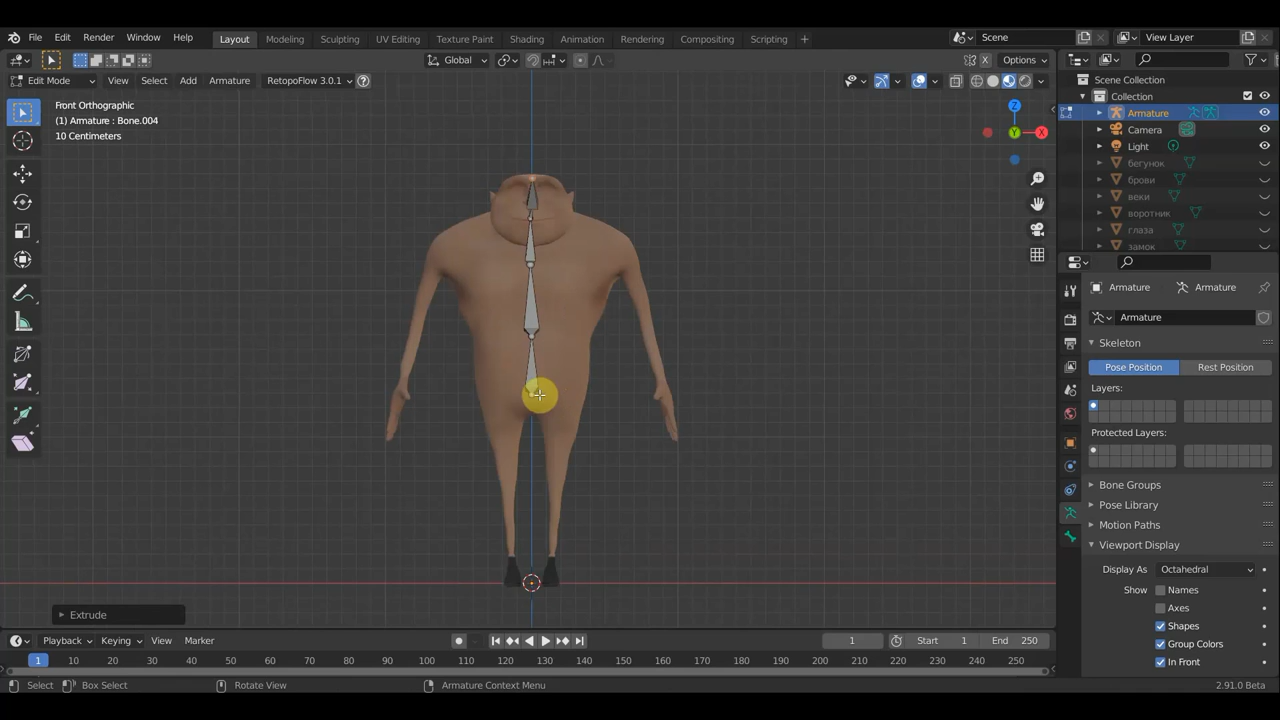 File Edit Render Window Help Layout Modeling Sculpting UV Editing Texture Paint Shading Animation Rendering Compositing Scripting + Scene View Layer
Global Options
Edit Mode View Select Add Armature RetopoFlow 3.0.1
Front Orthographic
(1) Armature : Bone.004
10 Centimeters
Extrude
Scene Collection
Collection
Armature
Camera
Light
бегунок
брови
веки
воротник
глаза
замок
Armature Armature
Armature
Skeleton
Pose Position Rest Position
Layers:
Protected Layers:
Bone Groups
Pose Library
Motion Paths
Viewport Display
Display As Octahedral
Show Names
Axes
Shapes
Group Colors
In Front
Playback Keying View Marker 1 Start 1 End 250
1 10 20 30 40 50 60 70 80 90 100 110 120 130 140 150 160 170 180 190 200 210 220 230 240 250
Select Box Select Rotate View Armature Context Menu 2.91.0 Beta